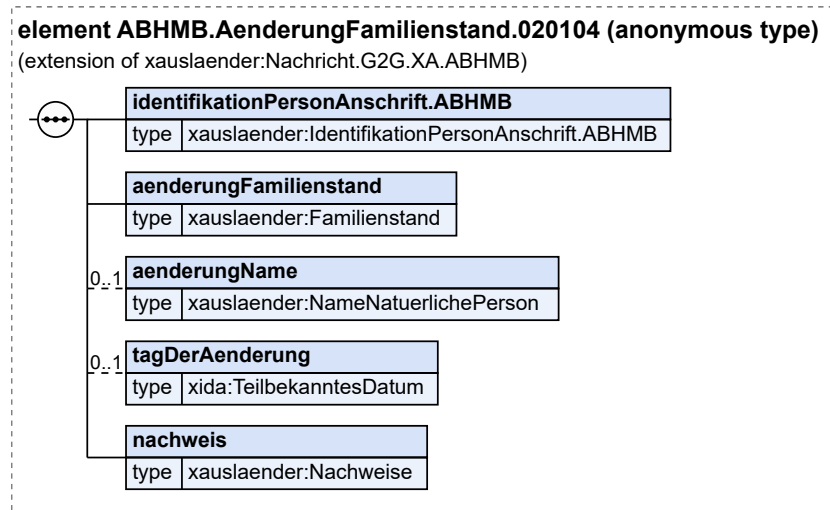 element ABHMB.AenderungFamilienstand.020104 (anonymous type)
(extension of xauslaender:Nachricht.G2G.XA.ABHMB)
identifikationPersonAnschrift.ABHMB
type xauslaender:IdentifikationPersonAnschrift.ABHMB
aenderungFamilienstand
type xauslaender:Familienstand
0..1 aenderungName
type xauslaender:NameNatuerlichePerson
0..1 tagDerAenderung
type xida:TeilbekanntesDatum
nachweis
type xauslaender:Nachweise